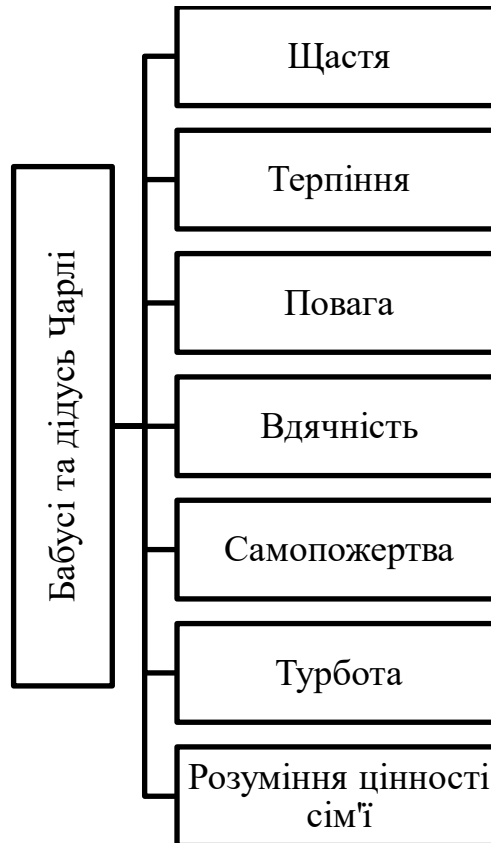 Бабусі та дідусь Чарлі
Щастя
Терпіння
Повага
Вдячність
Самопожертва
Турбота
Розуміння цінності
сім'ї